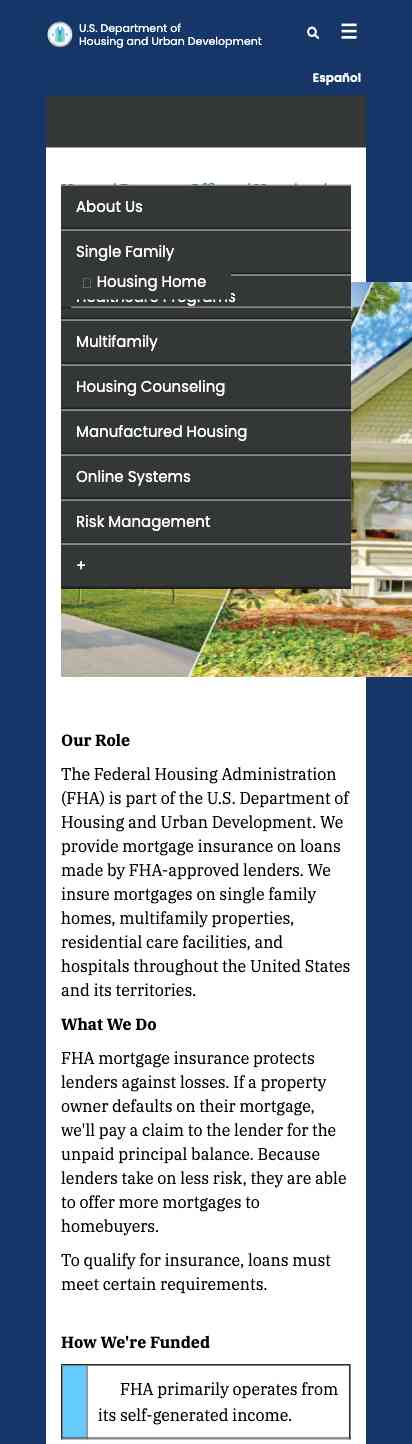 U.S. Department of
Housing and Urban Development
Español
About Us
Single Family
Housing Home
Healthcare Programs
Multifamily
Housing Counseling
Manufactured Housing
Online Systems
Risk Management
+
Our Role
The Federal Housing Administration
(FHA) is part of the U.S. Department of
Housing and Urban Development. We
provide mortgage insurance on loans
made by FHA-approved lenders. We
insure mortgages on single family
homes, multifamily properties,
residential care facilities, and
hospitals throughout the United States
and its territories.
What We Do
FHA mortgage insurance protects
lenders against losses. If a property
owner defaults on their mortgage,
we'll pay a claim to the lender for the
unpaid principal balance. Because
lenders take on less risk, they are able
to offer more mortgages to
homebuyers.
To qualify for insurance, loans must
meet certain requirements.
How We're Funded
FHA primarily operates from
its self-generated income.